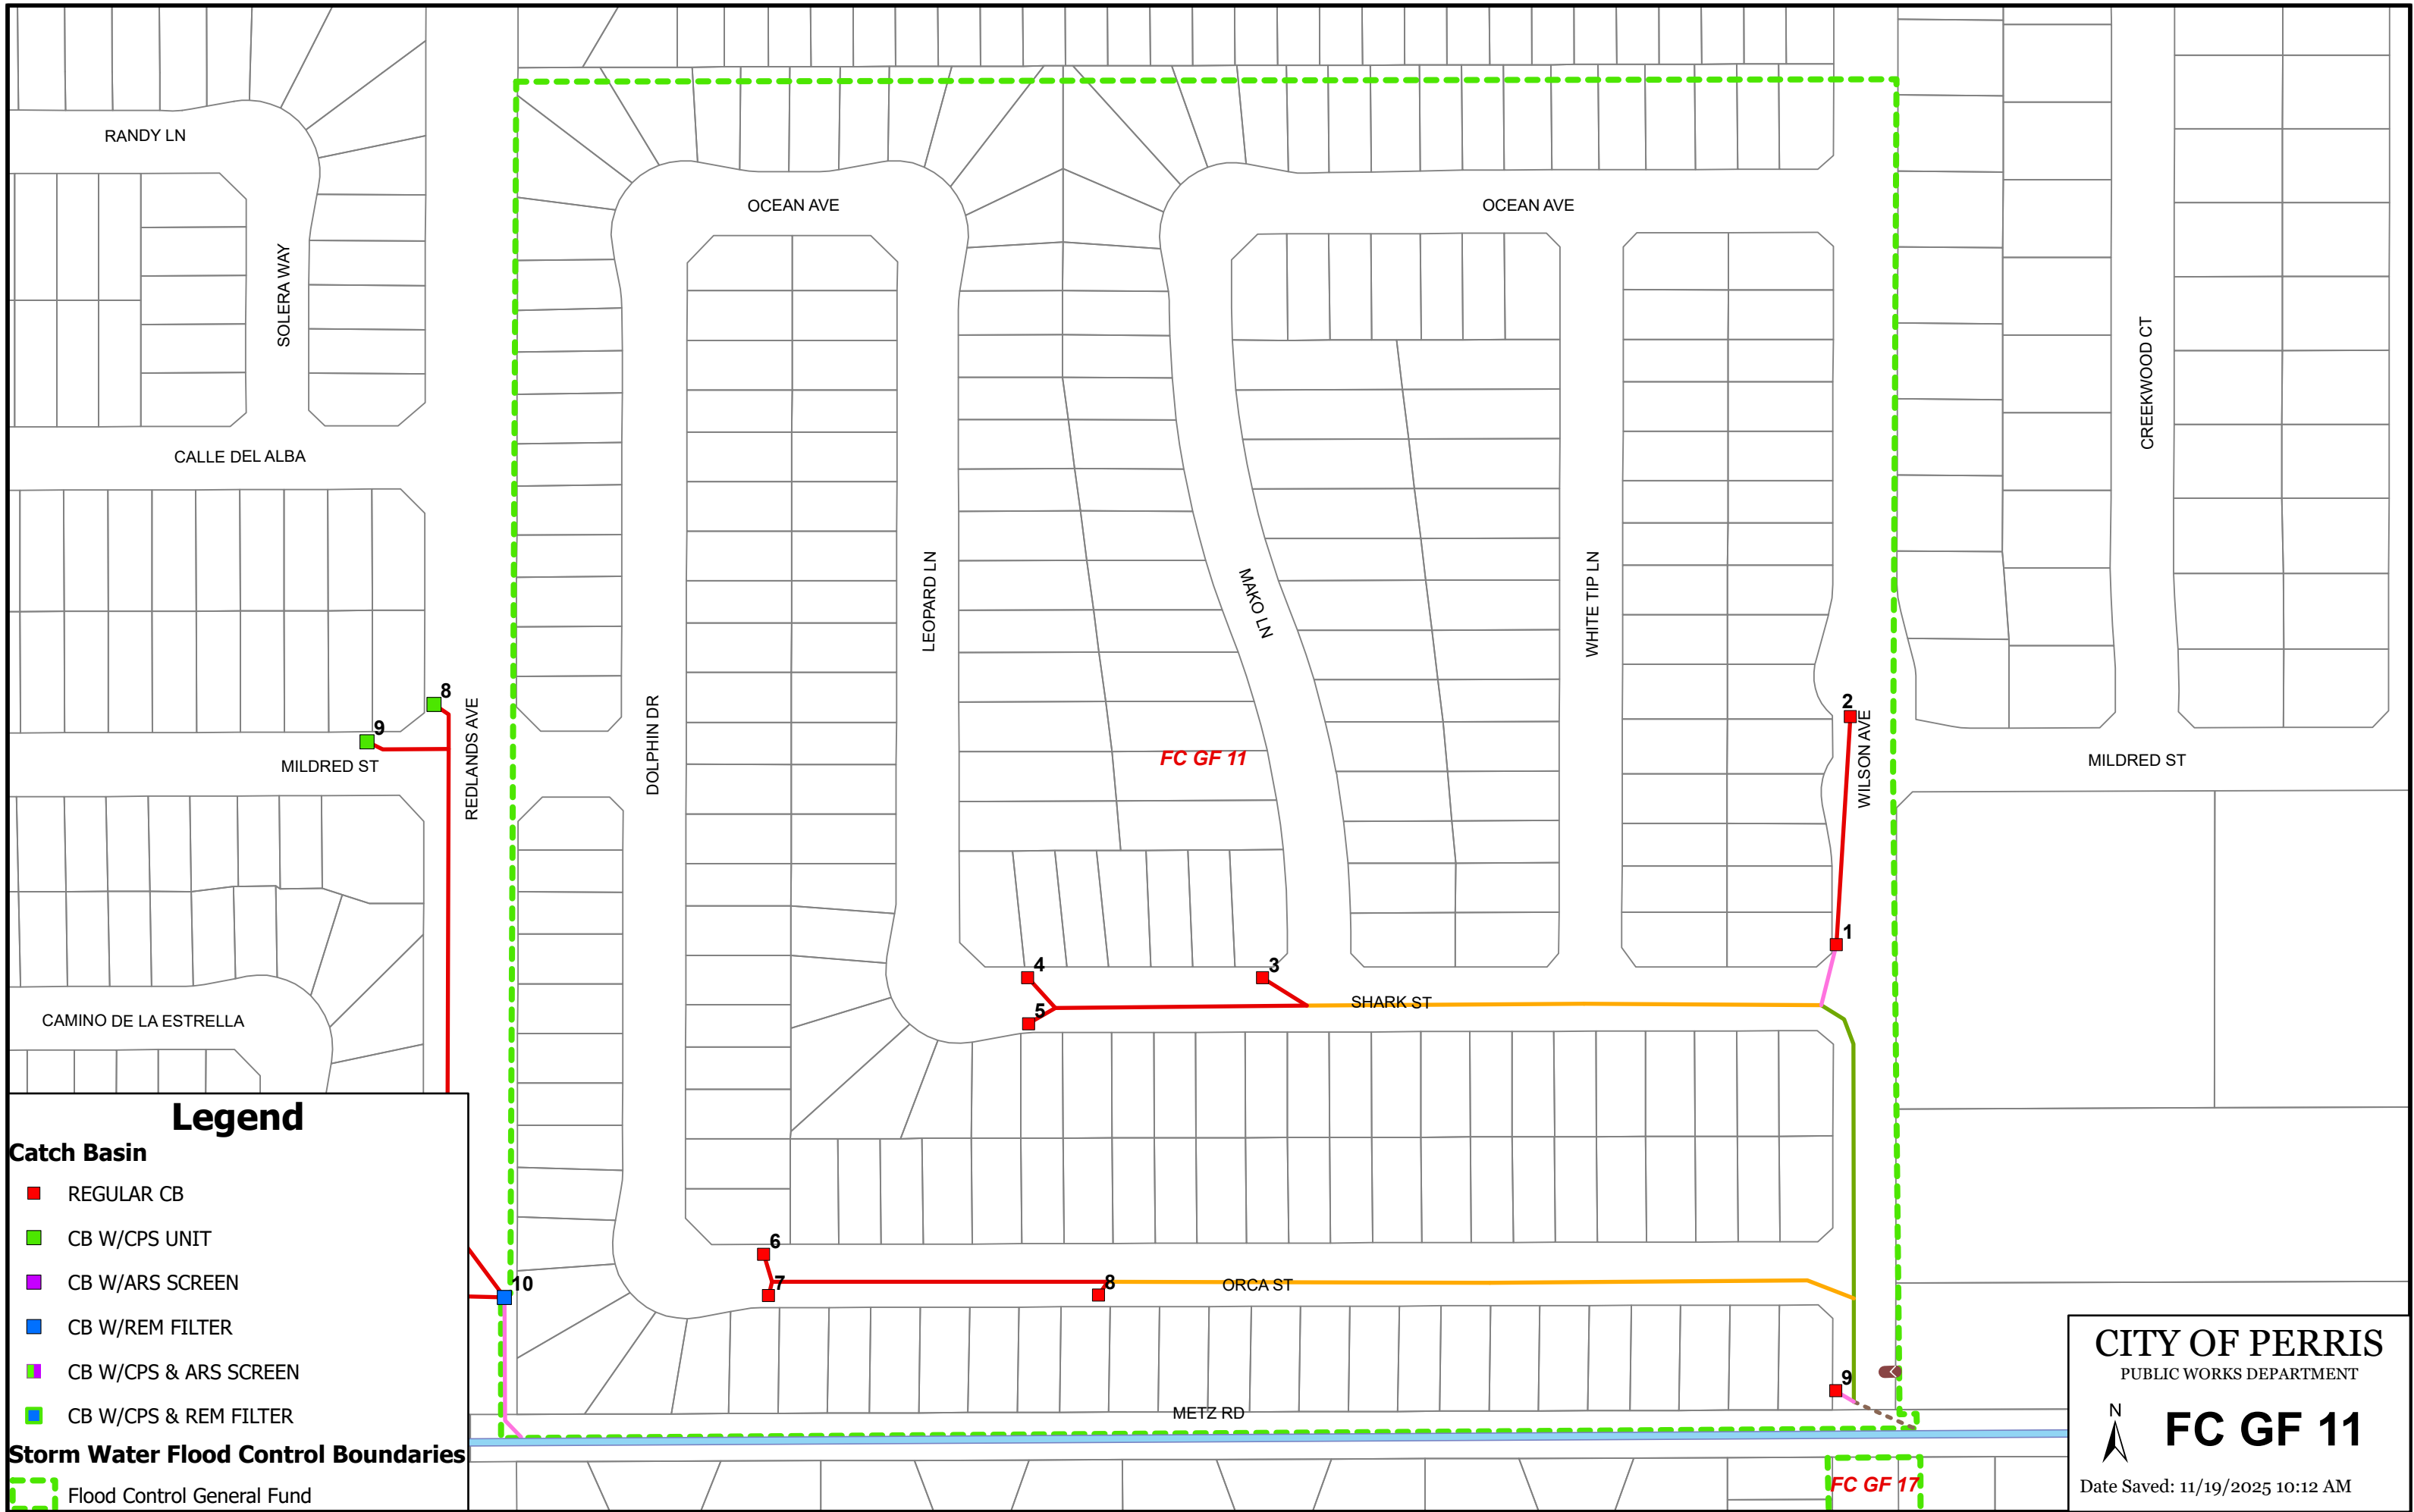 RANDY LN
OCEAN AVE
OCEAN AVE
SOLERA WAY
CREEKWOOD CT
CALLE DEL ALBA
LEOPARD LN
MAKO LN
WHITE TIP LN
8
9
MILDRED ST
REDLANDS AVE
DOLPHIN DR
FC GF 11
2
WILSON AVE
MILDRED ST
1
4
3
5
SHARK ST
CAMINO DE LA ESTRELLA
6
7
8
ORCA ST
10
9
METZ RD
FC GF 17
Legend
Catch Basin
REGULAR CB
CB W/CPS UNIT
CB W/ARS SCREEN
CB W/REM FILTER
CB W/CPS & ARS SCREEN
CB W/CPS & REM FILTER
Storm Water Flood Control Boundaries
Flood Control General Fund
CITY OF PERRIS
PUBLIC WORKS DEPARTMENT
N
FC GF 11
Date Saved: 11/19/2025 10:12 AM